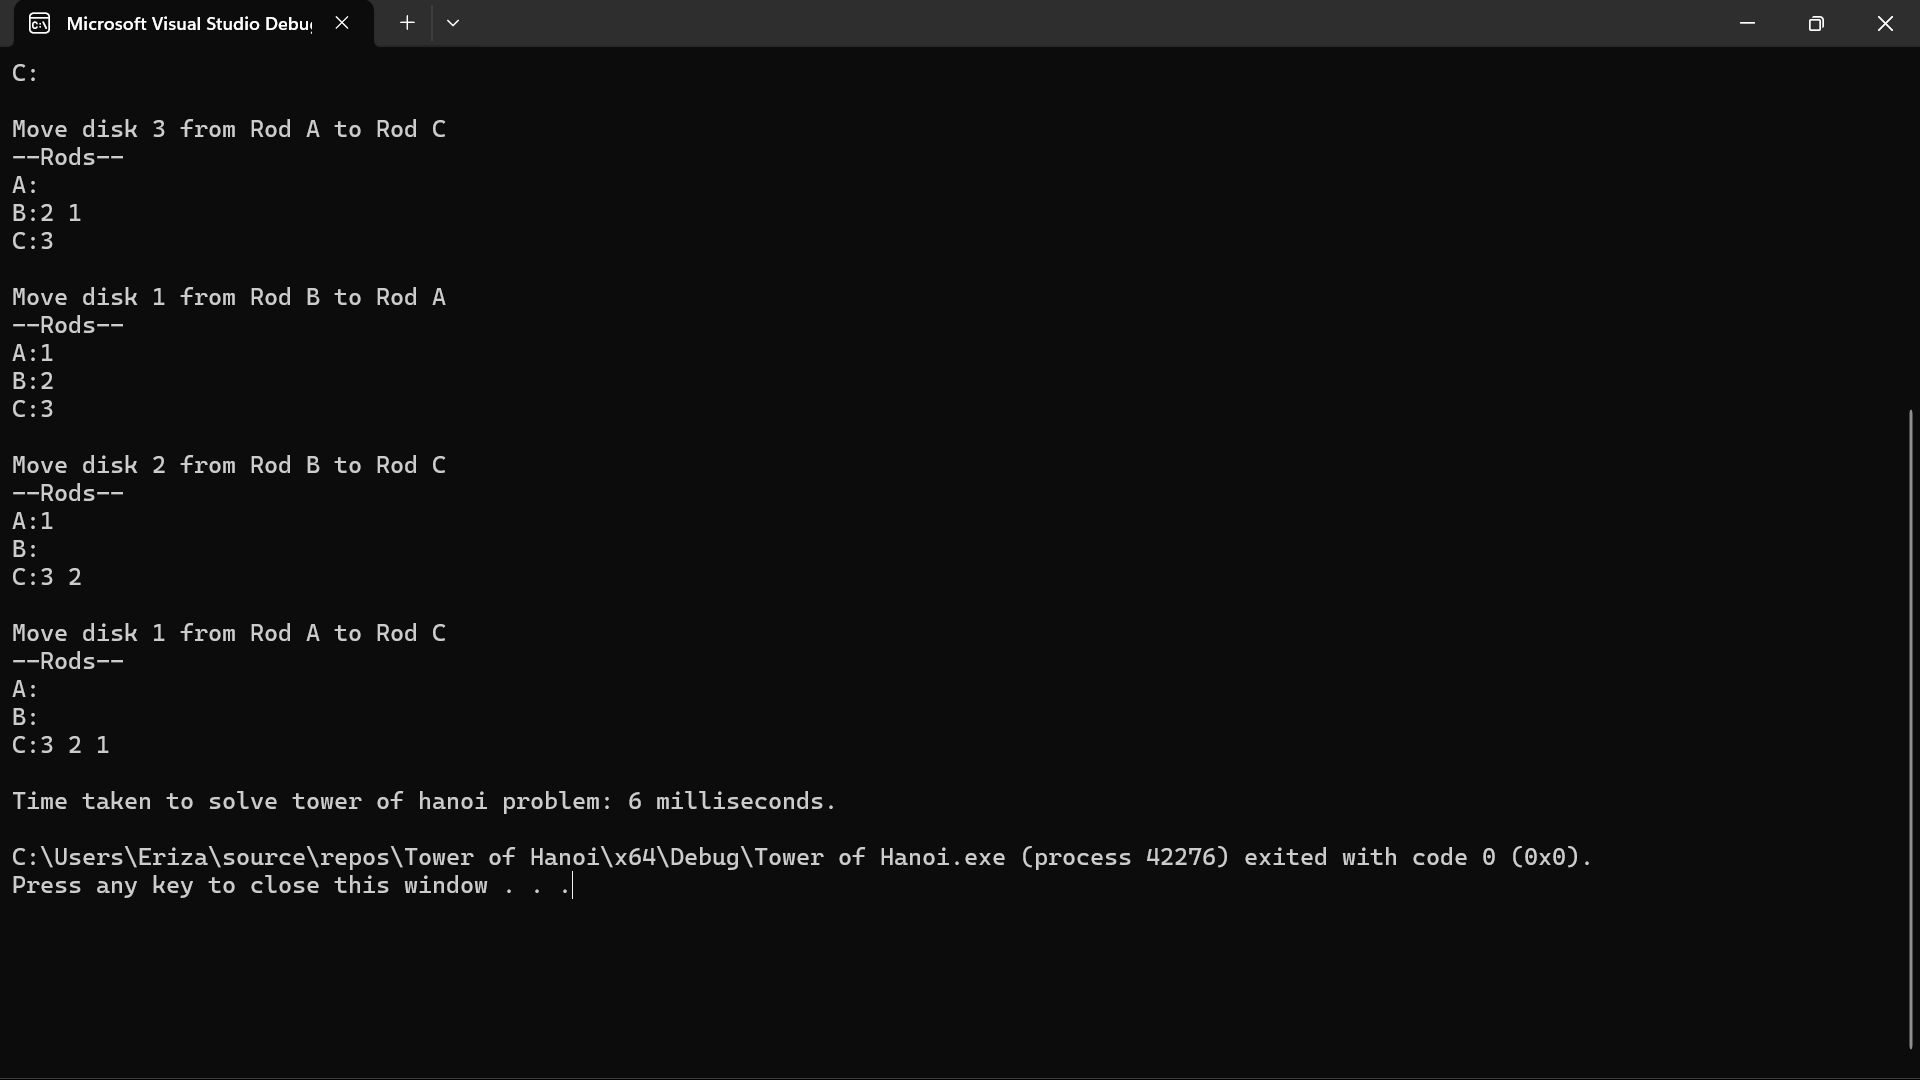 Microsoft Visual Studio Debug
C:
Move disk 3 from Rod A to Rod C
--Rods--
A:
B:2 1
C:3
Move disk 1 from Rod B to Rod A
--Rods--
A:1
B:2
C:3
Move disk 2 from Rod B to Rod C
--Rods--
A:1
B:
C:3 2
Move disk 1 from Rod A to Rod C
--Rods--
A:
B:
C:3 2 1
Time taken to solve tower of hanoi problem: 6 milliseconds.
C:\Users\Eriza\source\repos\Tower of Hanoi\x64\Debug\Tower of Hanoi.exe (process 42276) exited with code 0 (0x0).
Press any key to close this window . . .